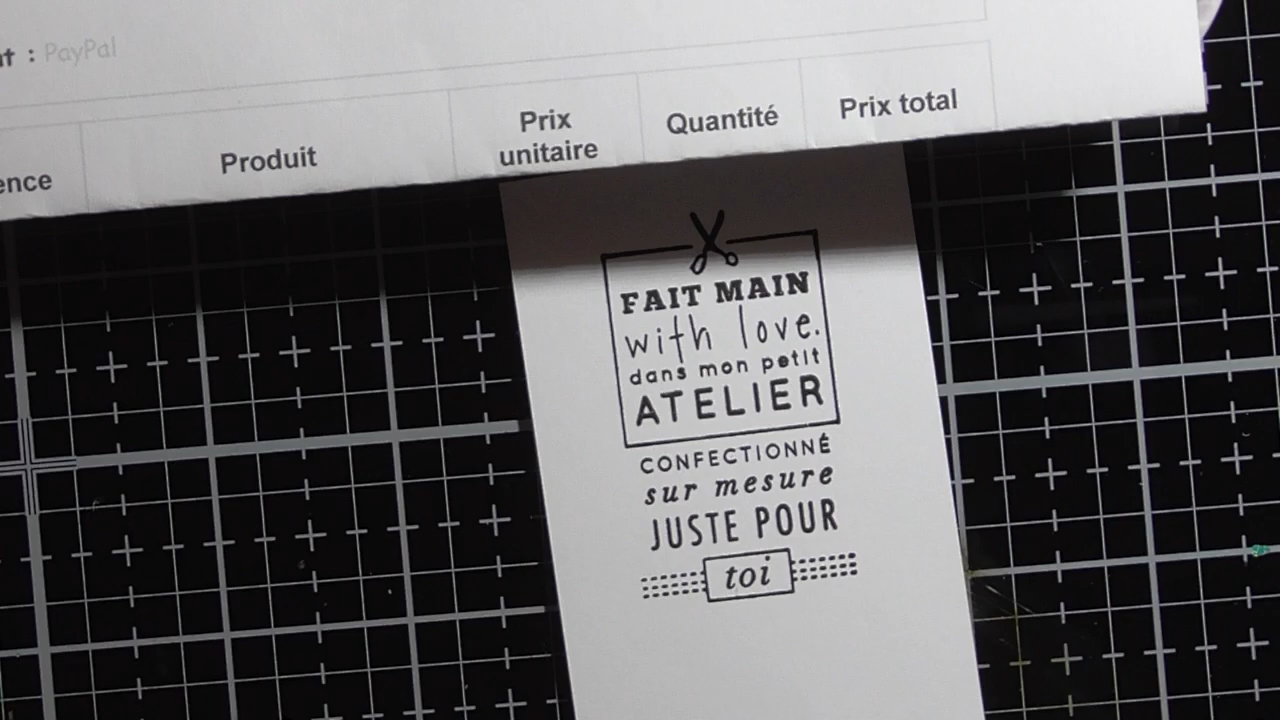 : PayPal
Produit
Prix
unitaire
Quantité
Prix total
FAIT MAIN
with love.
dans mon petit
ATELIER
CONFECTIONNÉ
sur mesure
JUSTE POUR
toi